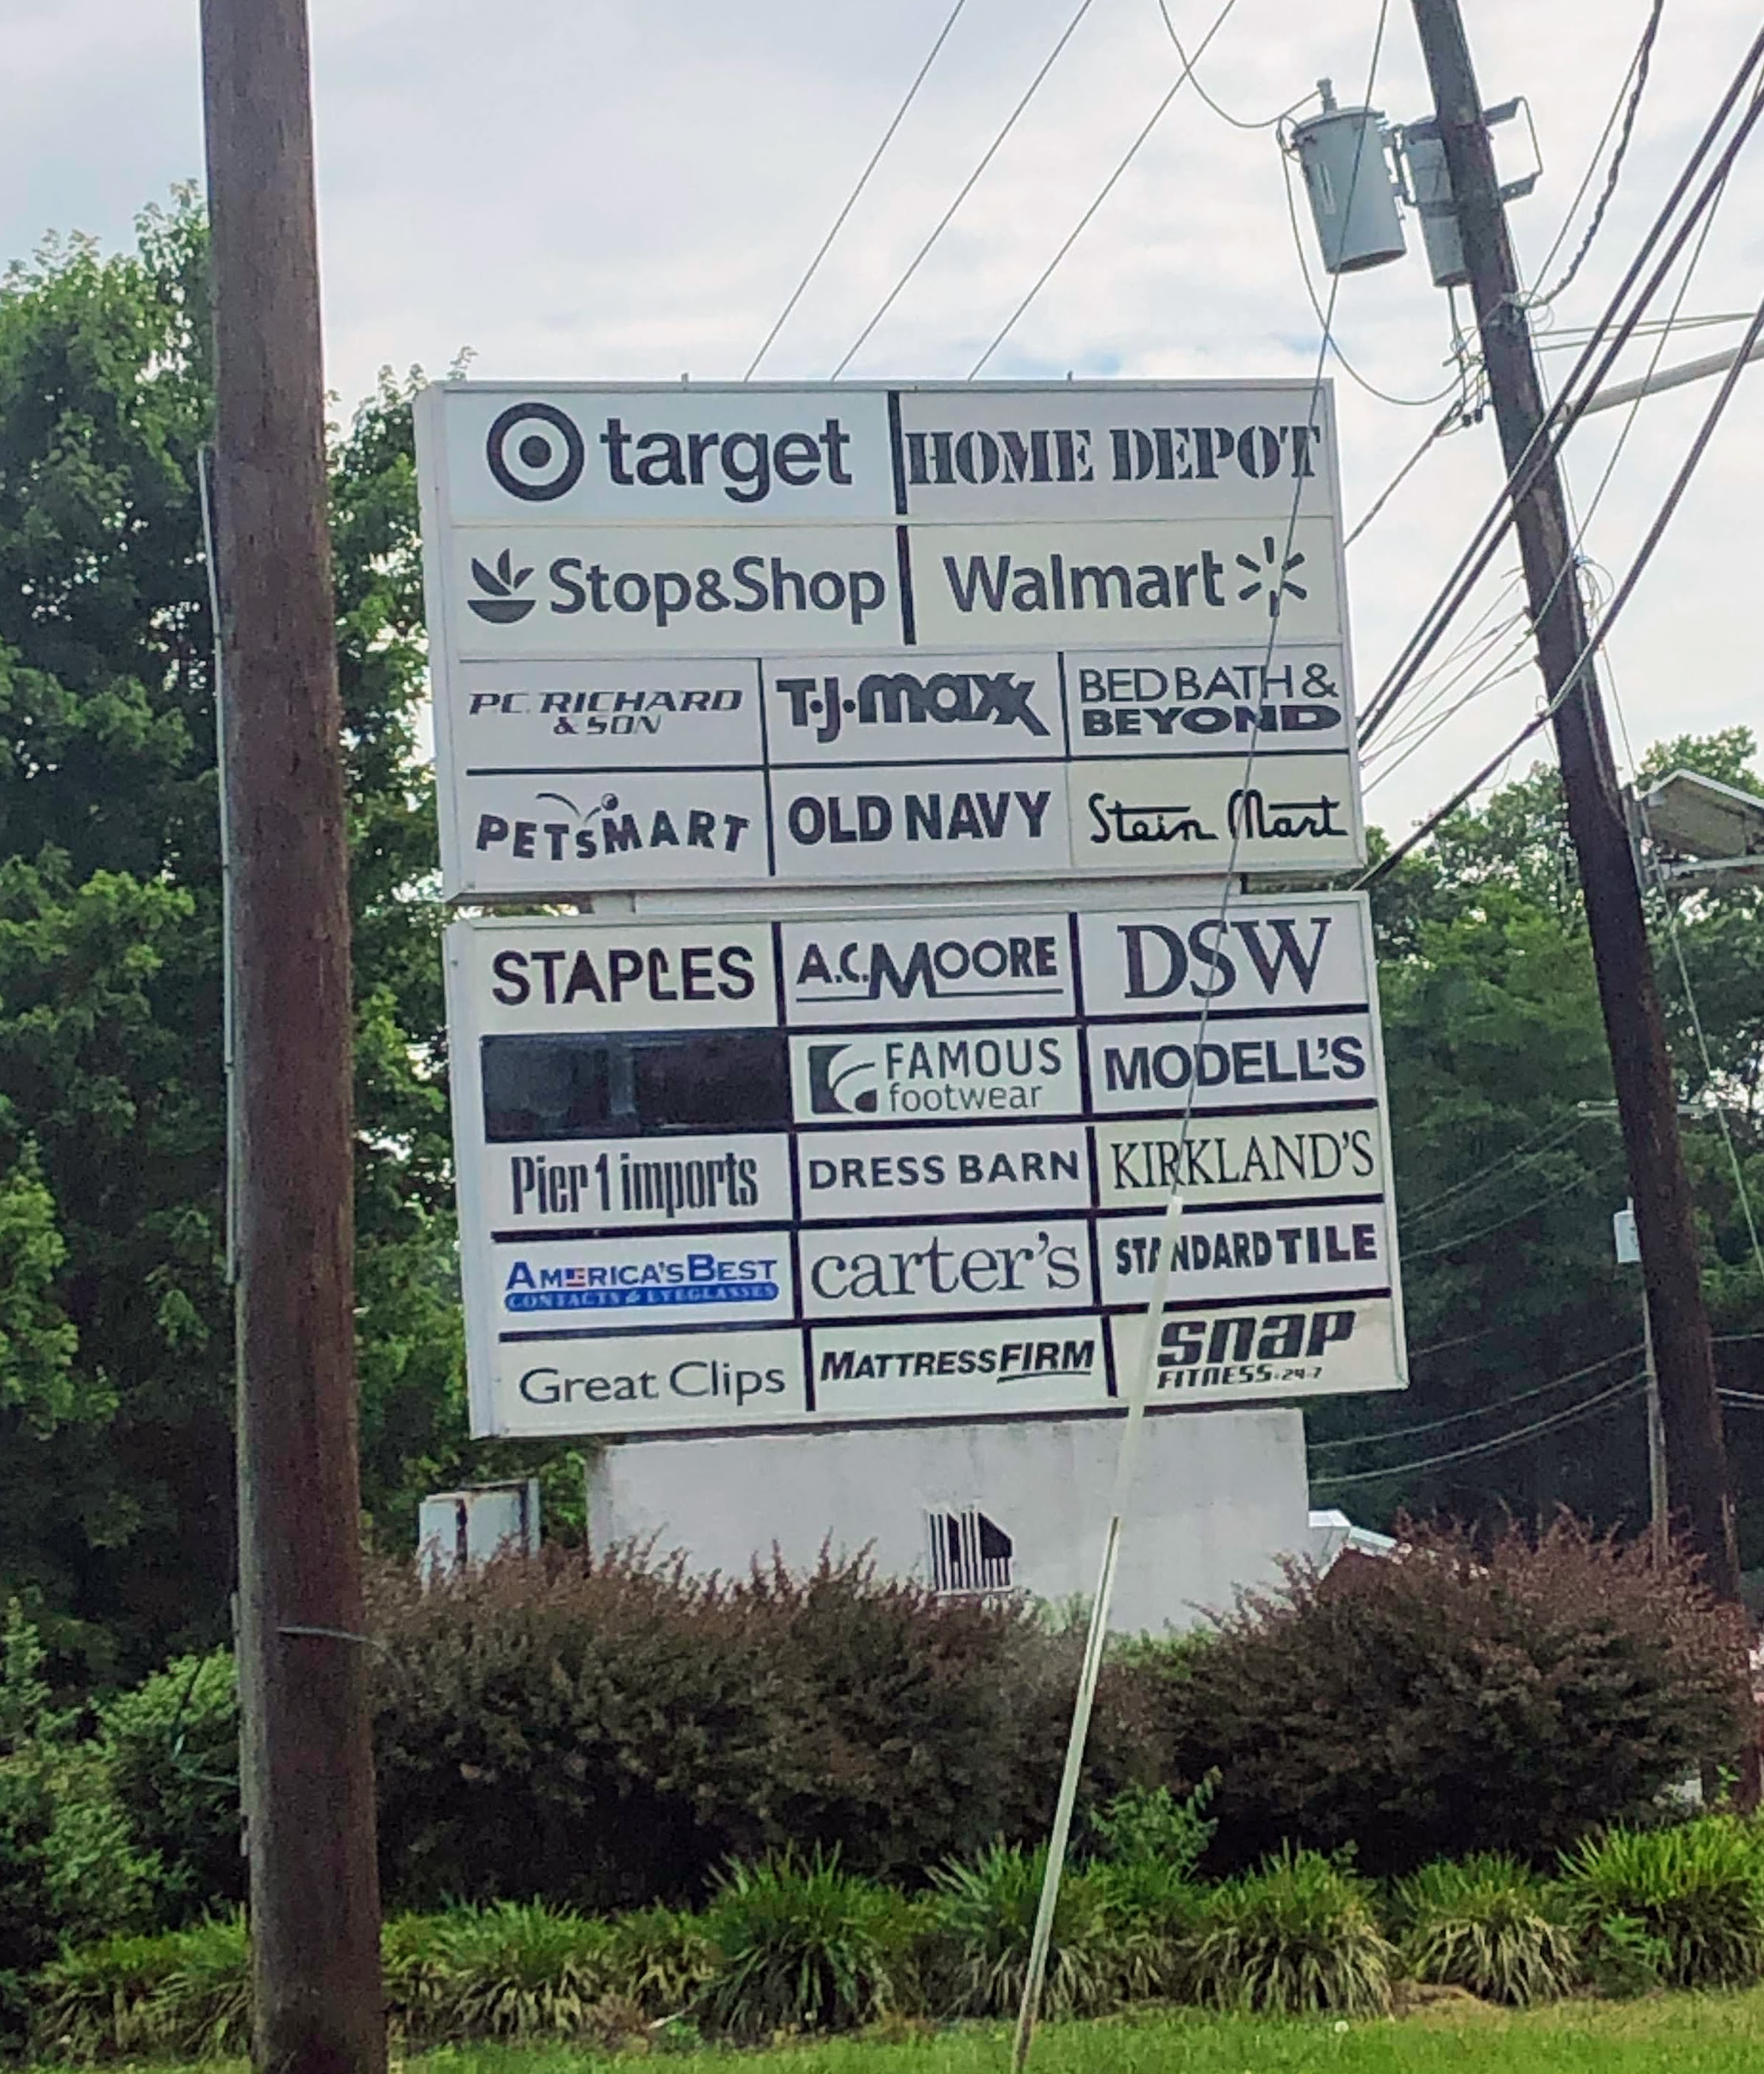 target
HOME DEPOT
Stop&Shop
Walmart
P.C. RICHARD
& SON
T.J.maxx
BED BATH &
BEYOND
PETSMART
OLD NAVY
Stein Mart
STAPLES
A.C.MOORE
DSW
FAMOUS
footwear
MODELL'S
Pier 1 imports
DRESS BARN
KIRKLAND'S
AMERICA'S BEST
CONTACTS & EYEGLASSES
carter's
STANDARD TILE
Great Clips
MATTRESSFIRM
snap
FITNESS-24-7